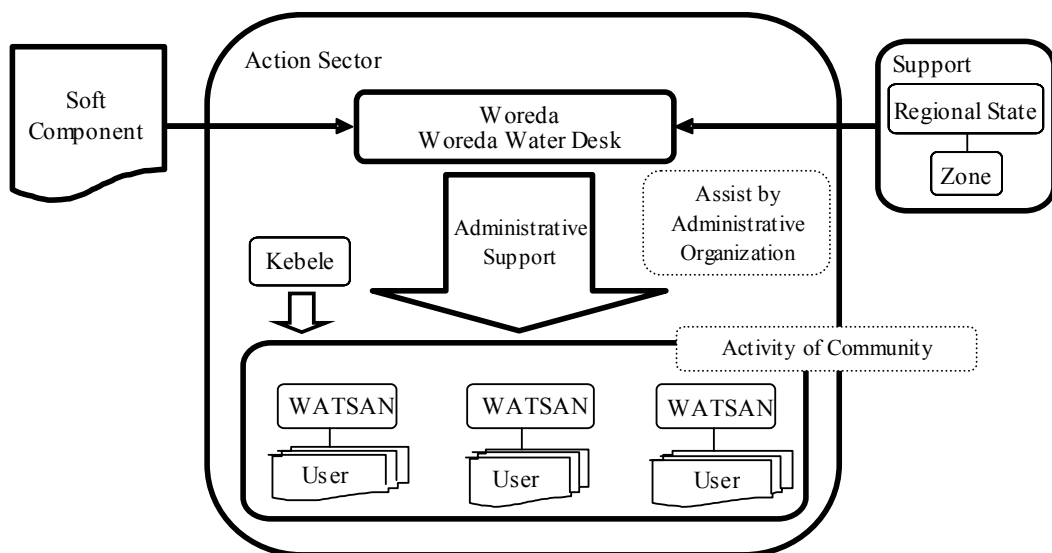 Action Sector
Soft
Component
Woreda
Woreda Water Desk
Support
Regional State
Zone
Assist by
Administrative
Organization
Administrative
Support
Kebele
Activity of Community
WATSAN
WATSAN
WATSAN
User
User
User